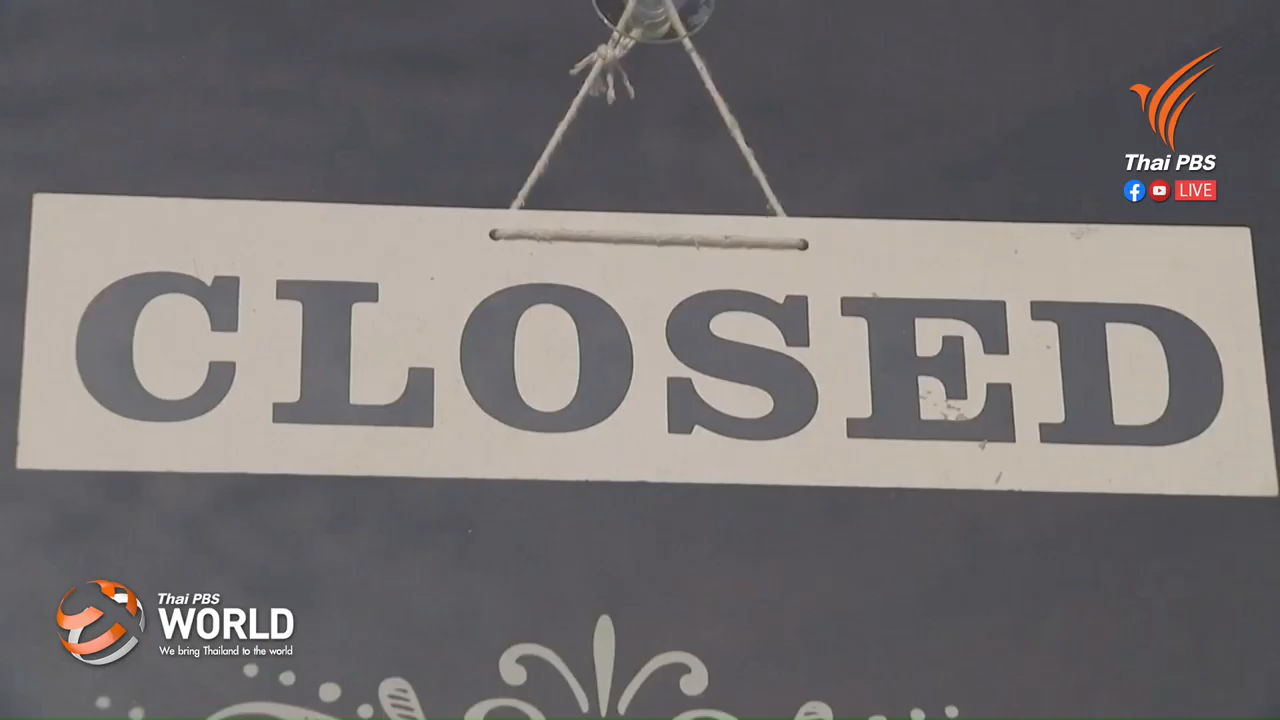 Thai PBS
LIVE
CLOSED
Thai PBS
WORLD
We bring Thailand to the world